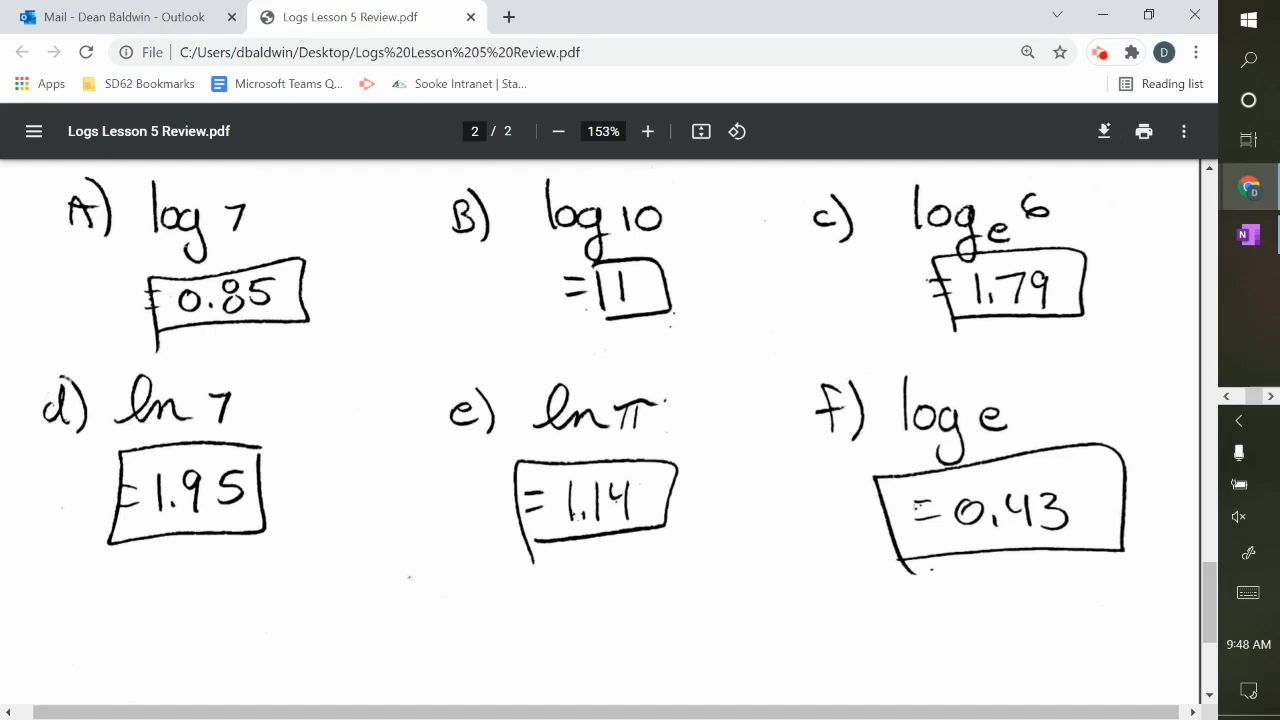 Mail - Dean Baldwin - Outlook
Logs Lesson 5 Review.pdf
File C:/Users/dbaldwin/Desktop/Logs%20Lesson%205%20Review.pdf
D
Apps SD62 Bookmarks Microsoft Teams Q... Sooke Intranet | Sta... Reading list
Logs Lesson 5 Review.pdf 2 / 2 153%
A) log 7 B) log 10 c) log_e 6
= 0.85 = 1 = 1.79
d) ln 7 e) ln π f) log e
= 1.95 = 1.14 = 0.43
9:48 AM